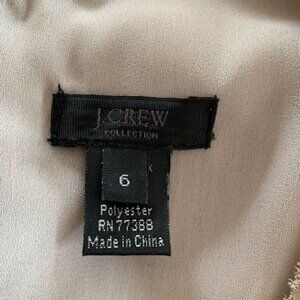 J.CREW
COLLECTION
6
Polyester
RN77388
Made in China